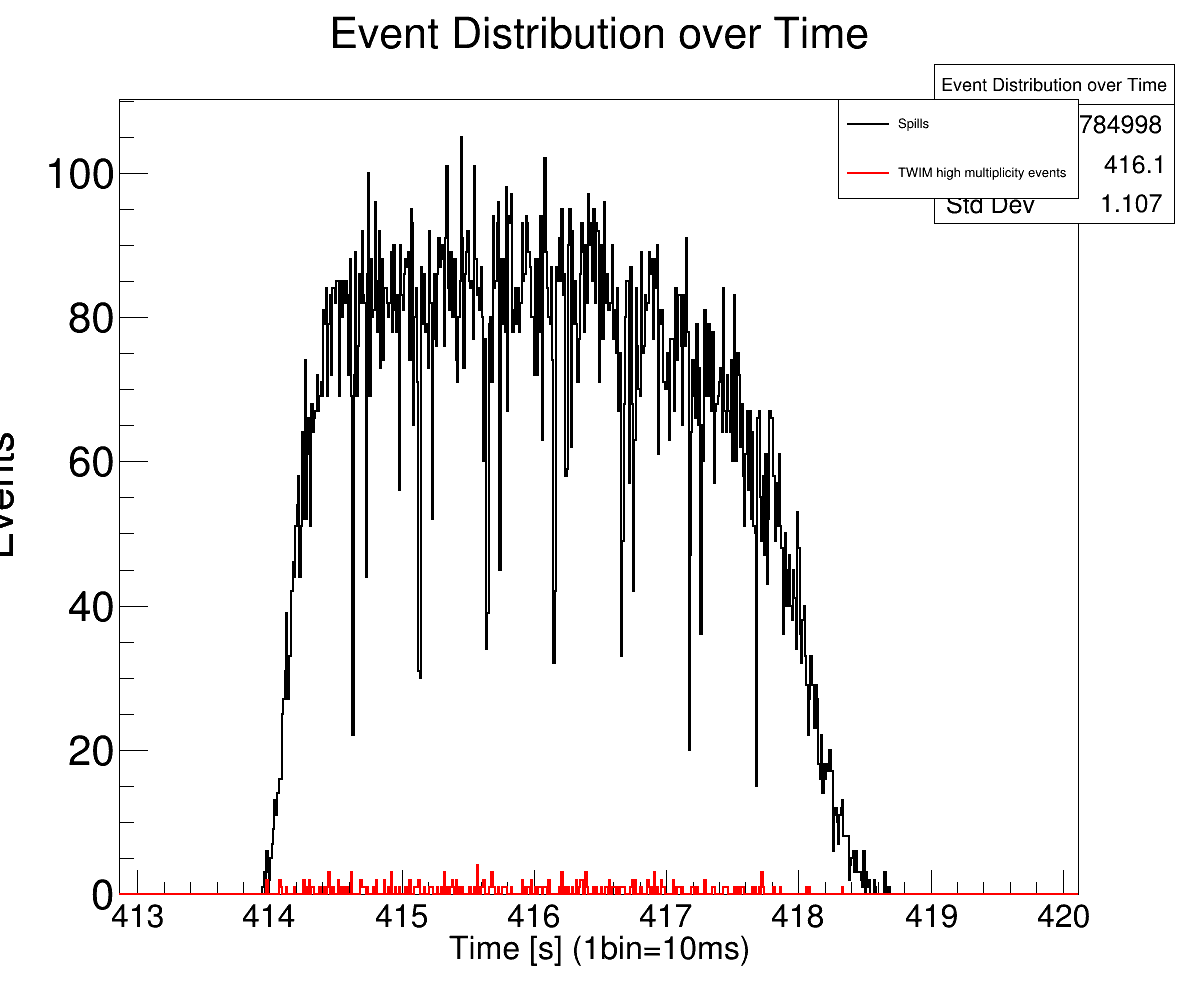 Event Distribution over Time
Event Distribution over Time
Spills
784998
TWIM high multiplicity events
416.1
Std Dev
1.107
Events
100
80
60
40
20
0
413
414
415
416
417
418
419
420
Time [s] (1bin=10ms)